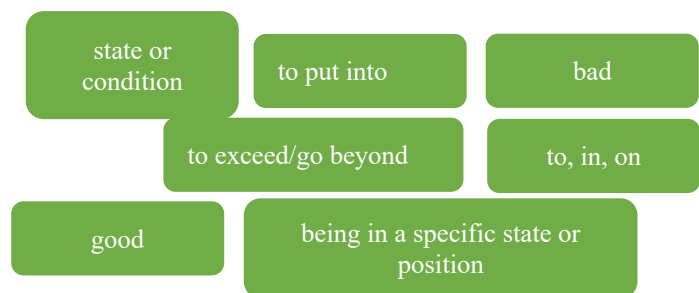 state or
condition
to put into
bad
to exceed/go beyond
to, in, on
good
being in a specific state or
position